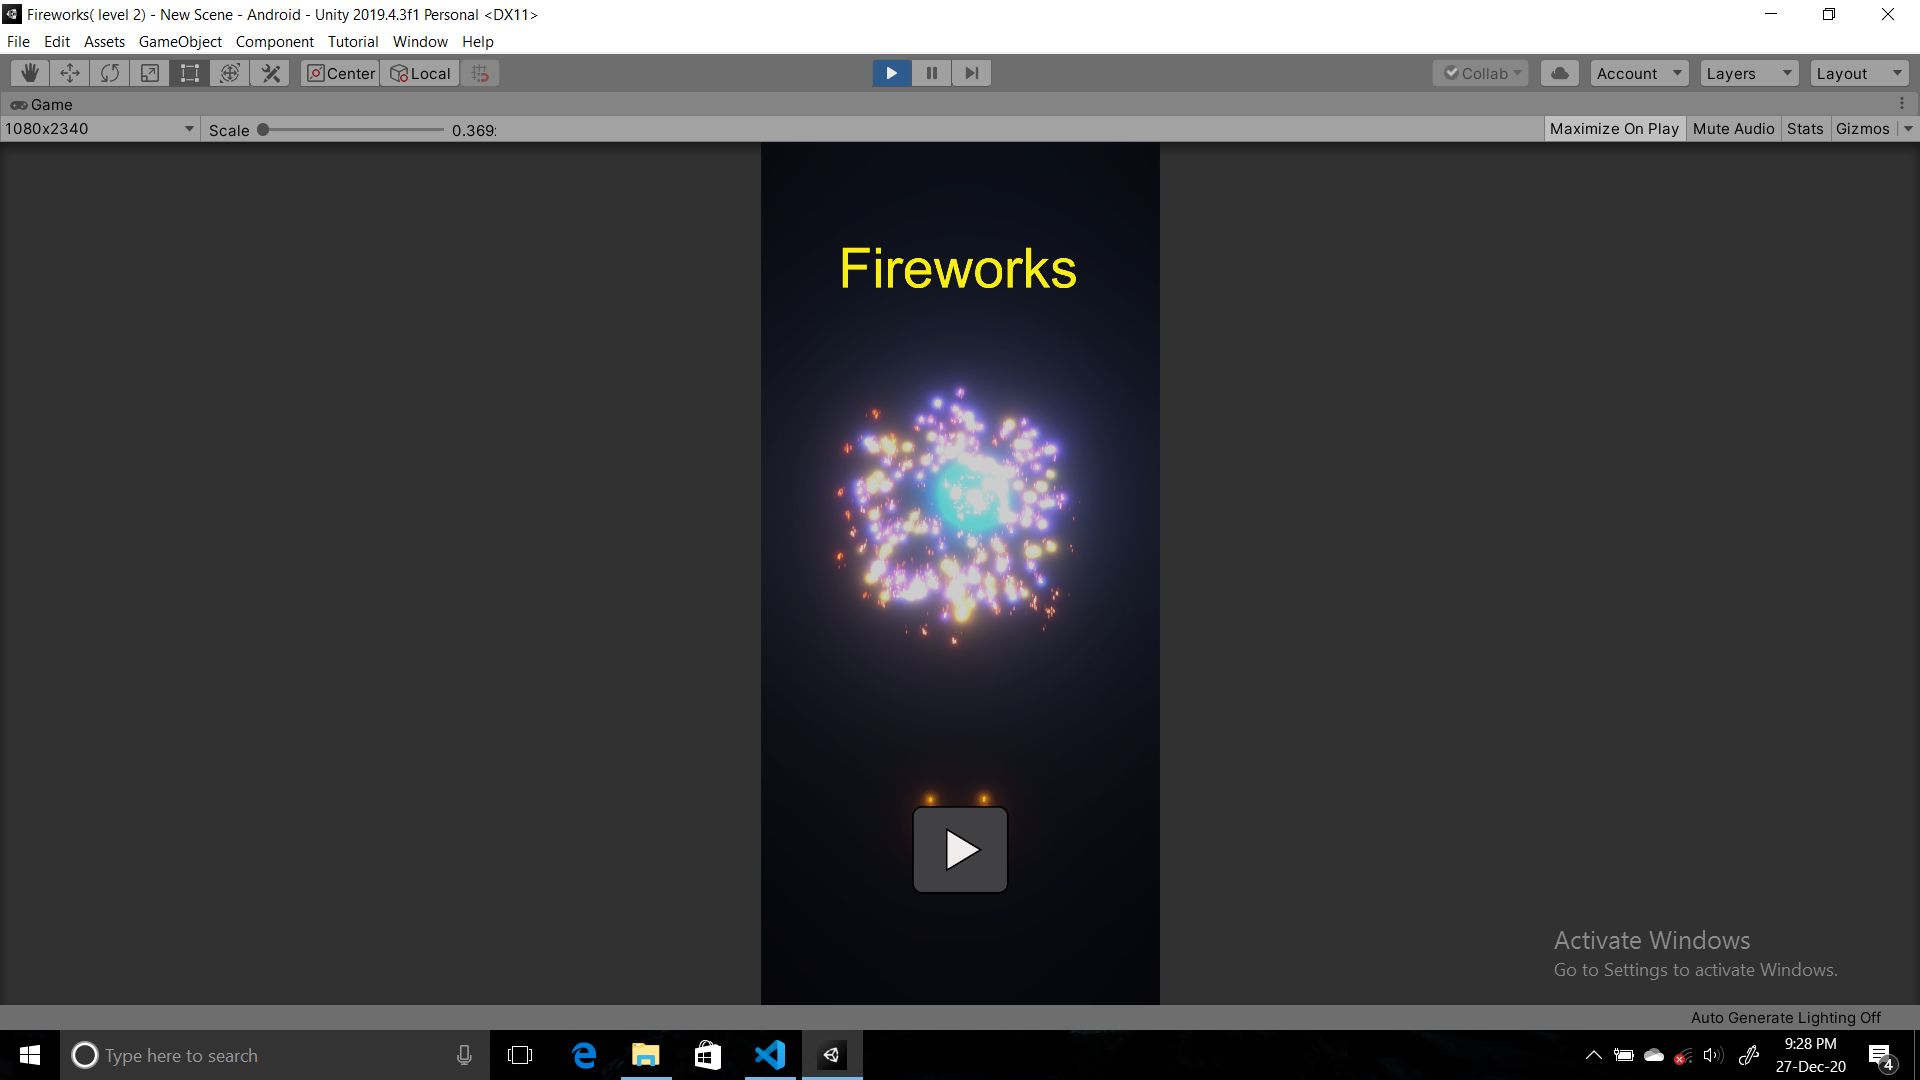 Fireworks( level 2) - New Scene - Android - Unity 2019.4.3f1 Personal <DX11>
File Edit Assets GameObject Component Tutorial Window Help
Center Local Collab Account Layers Layout
Game
1080x2340 Scale 0.369: Maximize On Play Mute Audio Stats Gizmos
Fireworks
Activate Windows
Go to Settings to activate Windows.
Auto Generate Lighting Off
Type here to search
9:28 PM
27-Dec-20
4